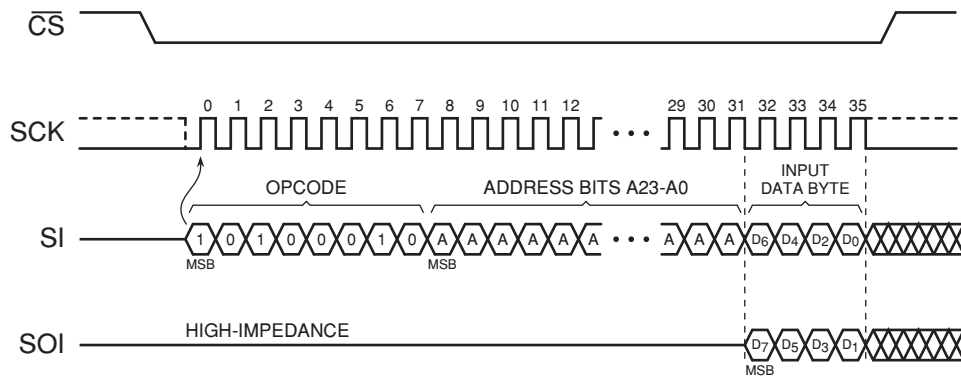 CS
0 1 2 3 4 5 6 7 8 9 10 11 12 29 30 31 32 33 34 35
SCK
OPCODE ADDRESS BITS A23-A0 INPUT
DATA BYTE
SI 1 0 1 0 0 0 1 0 A A A A A A • • • A A A D6 D4 D2 D0
MSB MSB
HIGH-IMPEDANCE
SOI D7 D5 D3 D1
MSB